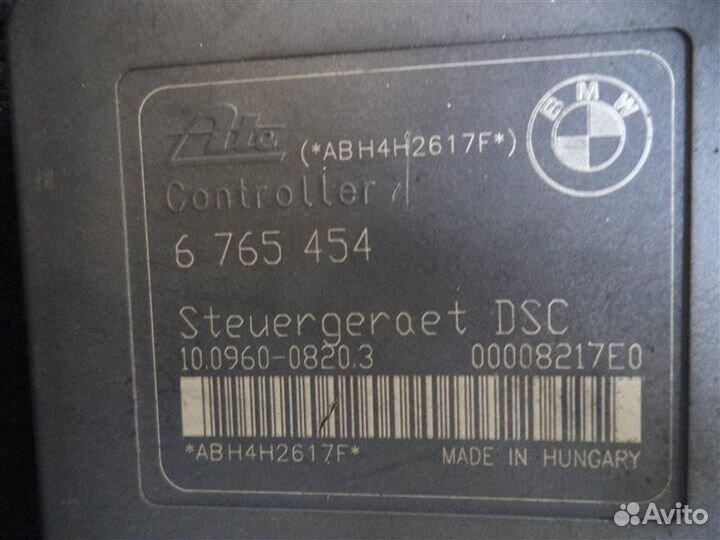 Ate (*ABH4H2617F*)
BMW
Controller
6 765 454
Steuergeraet DSC
10.0960-0820.3 00008217E0
*ABH4H2617F* MADE IN HUNGARY
Avito